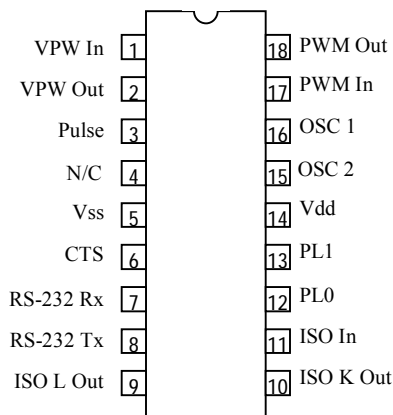 VPW In 1 18 PWM Out
VPW Out 2 17 PWM In
Pulse 3 16 OSC 1
N/C 4 15 OSC 2
Vss 5 14 Vdd
CTS 6 13 PL1
RS-232 Rx 7 12 PL0
RS-232 Tx 8 11 ISO In
ISO L Out 9 10 ISO K Out